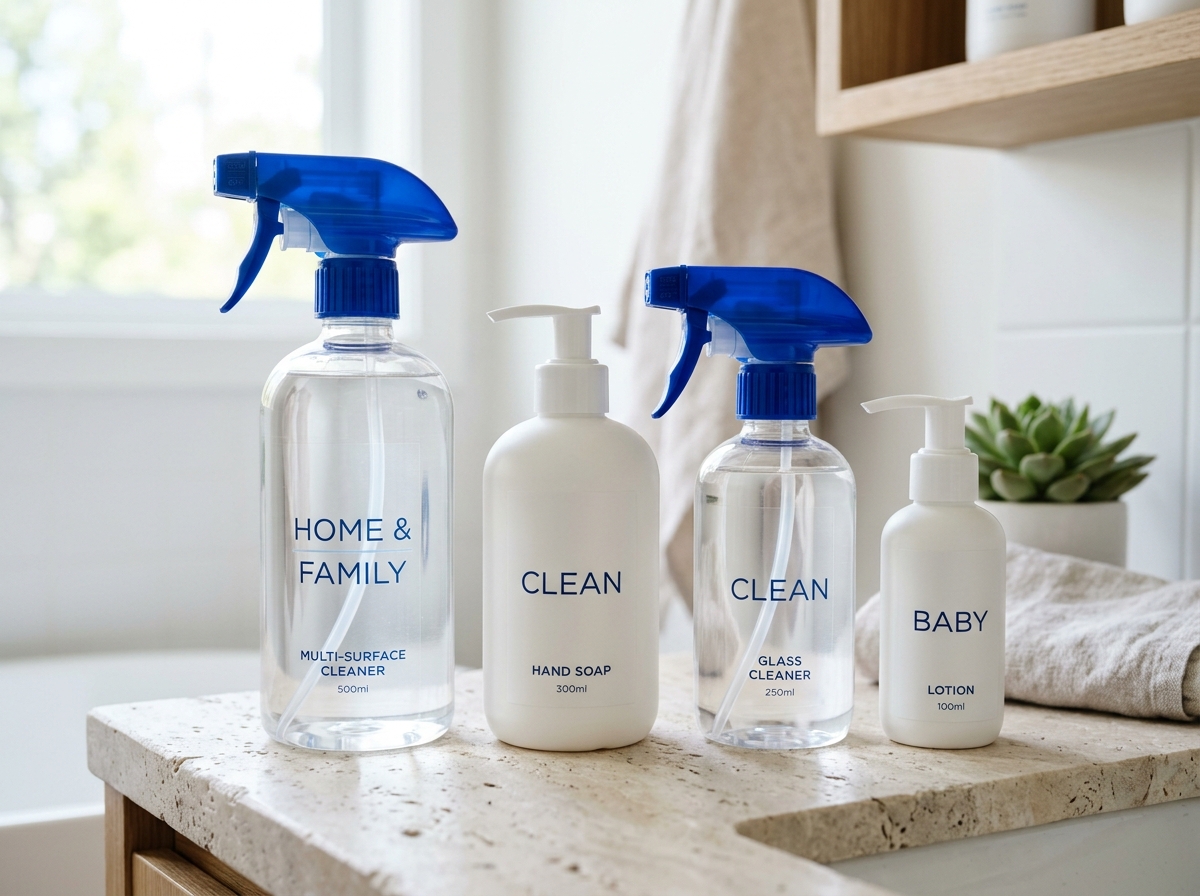 HOME &
FAMILY
MULTI-SURFACE
CLEANER
500ml
CLEAN
HAND SOAP
300ml
CLEAN
GLASS
CLEANER
250ml
BABY
LOTION
100ml